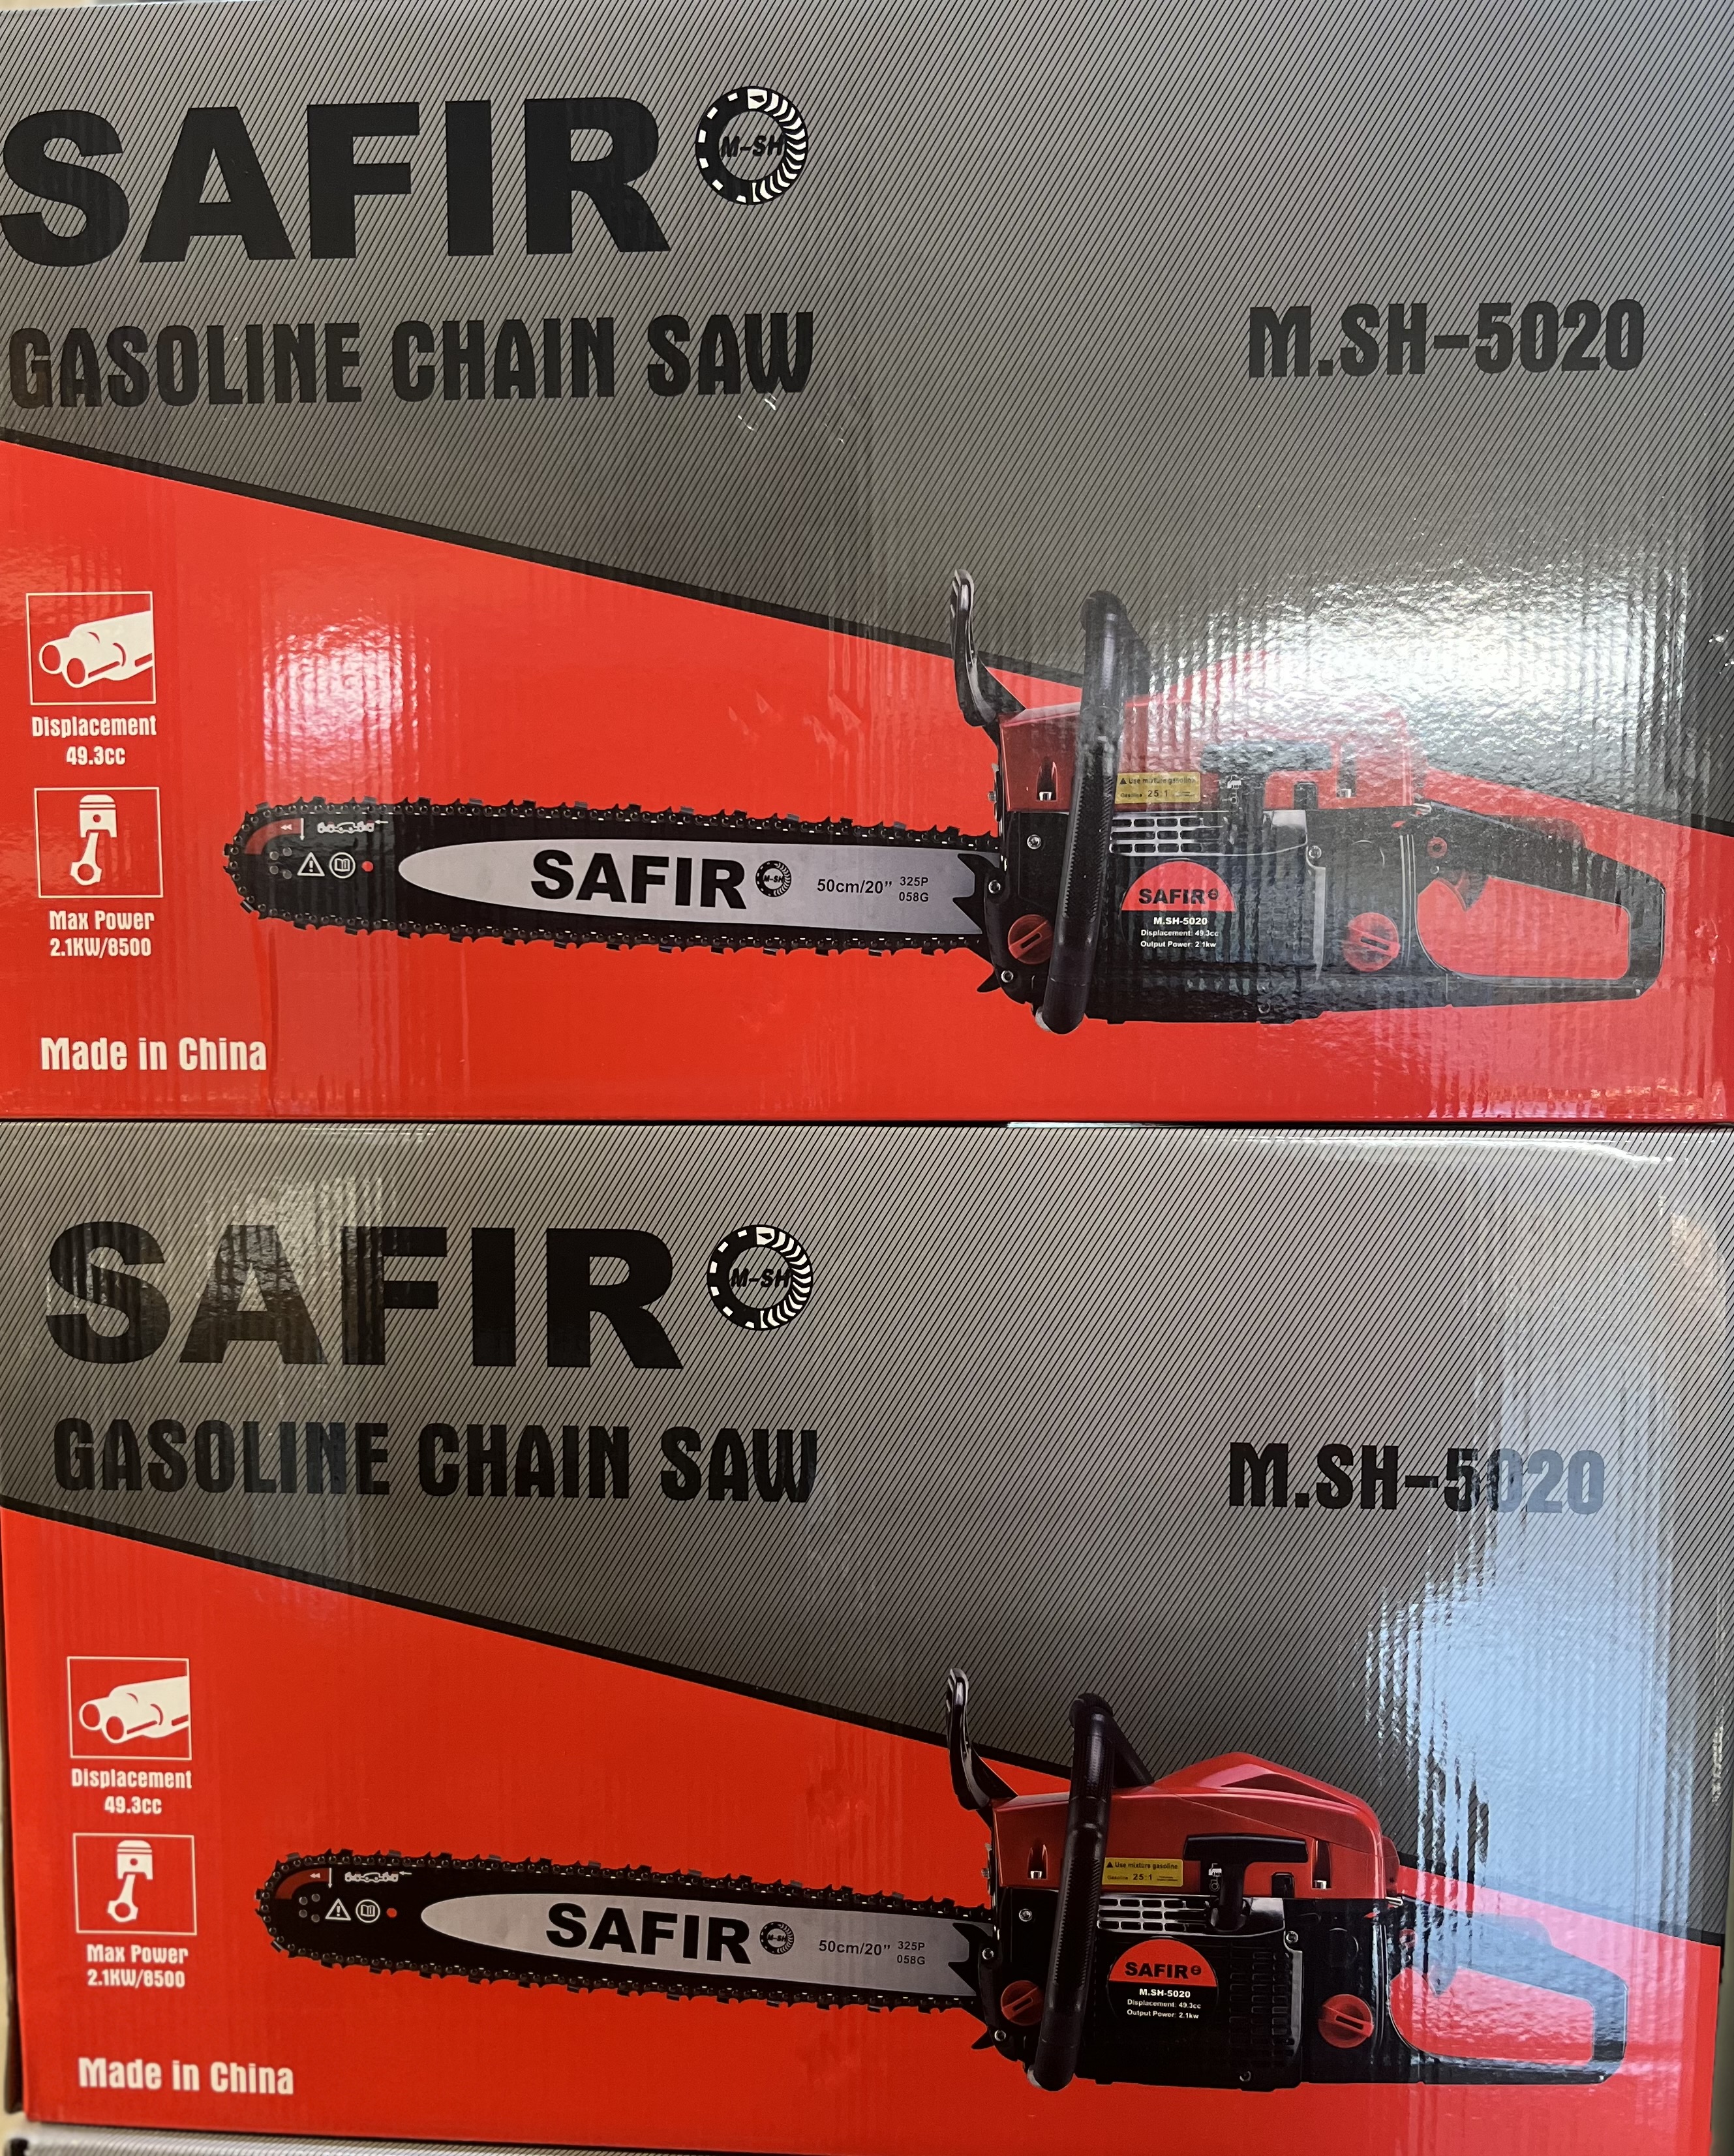 SAFIR M-SH
GASOLINE CHAIN SAW
M.SH-5020
Displacement
49.3cc
Max Power
2.1KW/8500
Made in China
SAFIR M-SH
50cm/20" 325P
058G
Use mixture gasoline
Gasoline 25:1
SAFIR
M.SH-5020
Displacement: 49.3cc
Output Power: 2.1kw
SAFIR M-SH
GASOLINE CHAIN SAW
M.SH-5020
Displacement
49.3cc
Max Power
2.1KW/8500
Made in China
SAFIR M-SH
50cm/20" 325P
058G
Use mixture gasoline
Gasoline 25:1
SAFIR
M.SH-5020
Displacement: 49.3cc
Output Power: 2.1kw